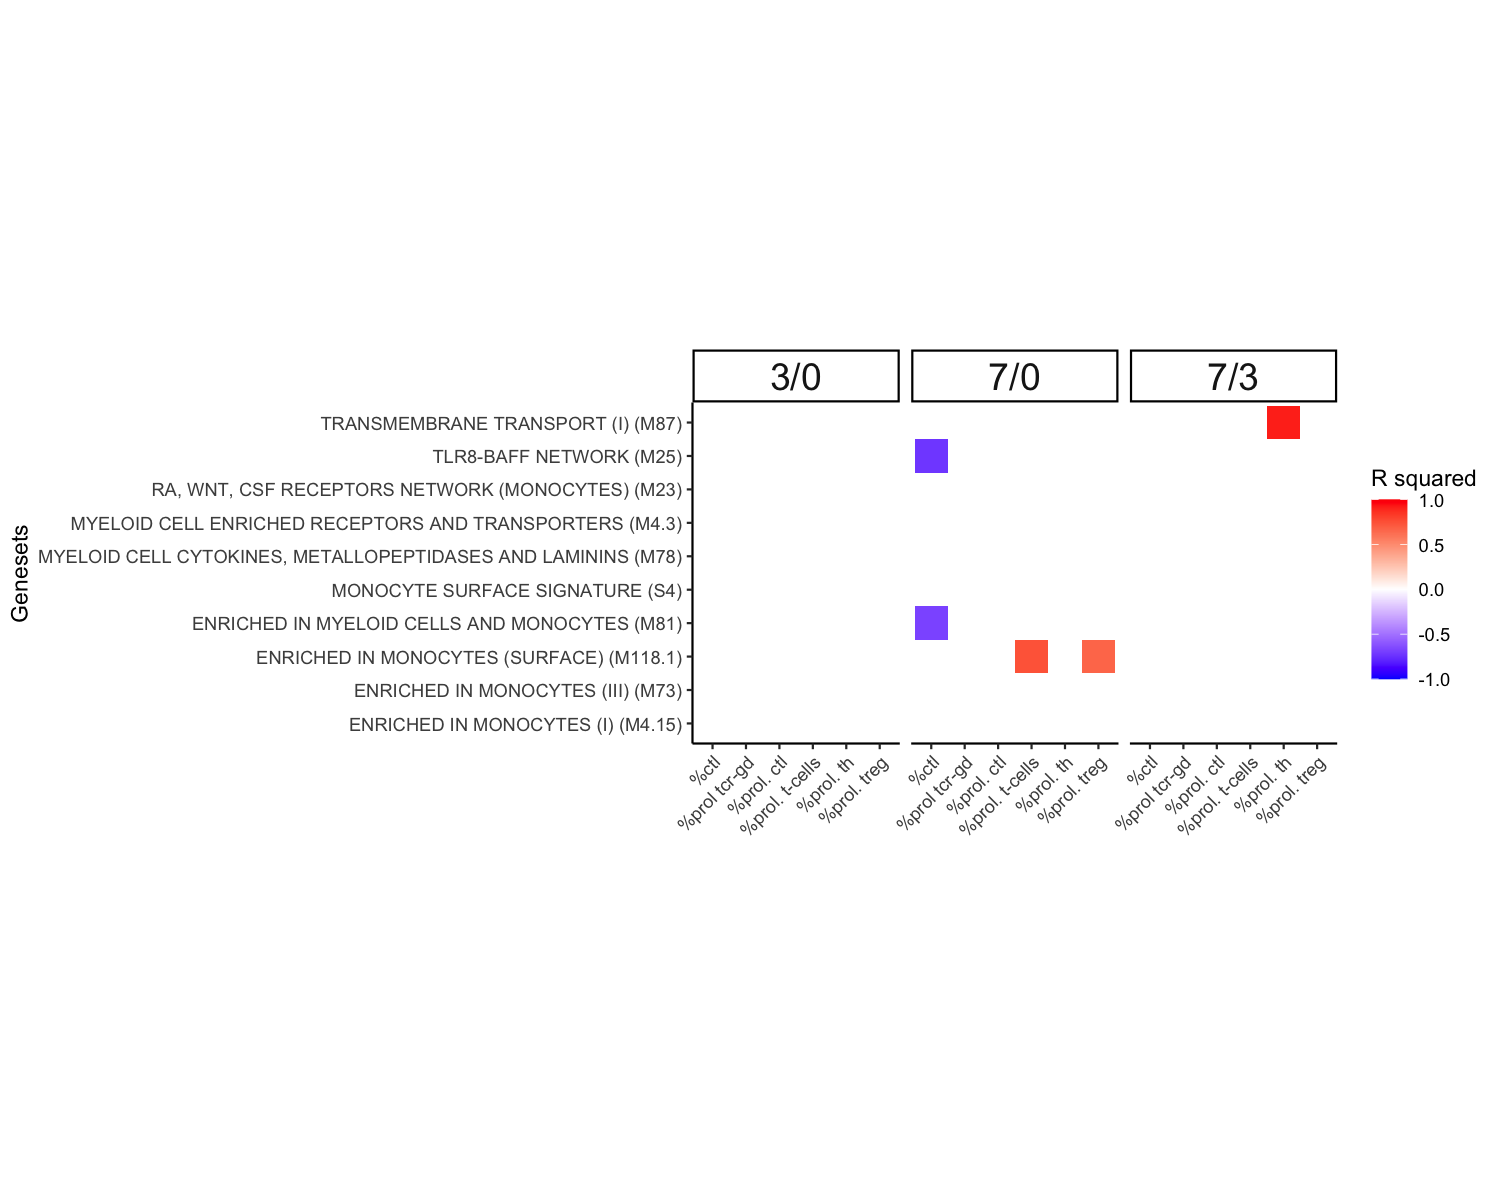 3/0
7/0
7/3
Genesets
TRANSMEMBRANE TRANSPORT (I) (M87)
TLR8-BAFF NETWORK (M25)
RA, WNT, CSF RECEPTORS NETWORK (MONOCYTES) (M23)
MYELOID CELL ENRICHED RECEPTORS AND TRANSPORTERS (M4.3)
MYELOID CELL CYTOKINES, METALLOPEPTIDASES AND LAMININS (M78)
MONOCYTE SURFACE SIGNATURE (S4)
ENRICHED IN MYELOID CELLS AND MONOCYTES (M81)
ENRICHED IN MONOCYTES (SURFACE) (M118.1)
ENRICHED IN MONOCYTES (III) (M73)
ENRICHED IN MONOCYTES (I) (M4.15)
%ctl
%prol tcr-gd
%prol. ctl
%prol. t-cells
%prol. th
%prol. treg
%ctl
%prol tcr-gd
%prol. ctl
%prol. t-cells
%prol. th
%prol. treg
%ctl
%prol tcr-gd
%prol. ctl
%prol. t-cells
%prol. th
%prol. treg
R squared
1.0
0.5
0.0
-0.5
-1.0